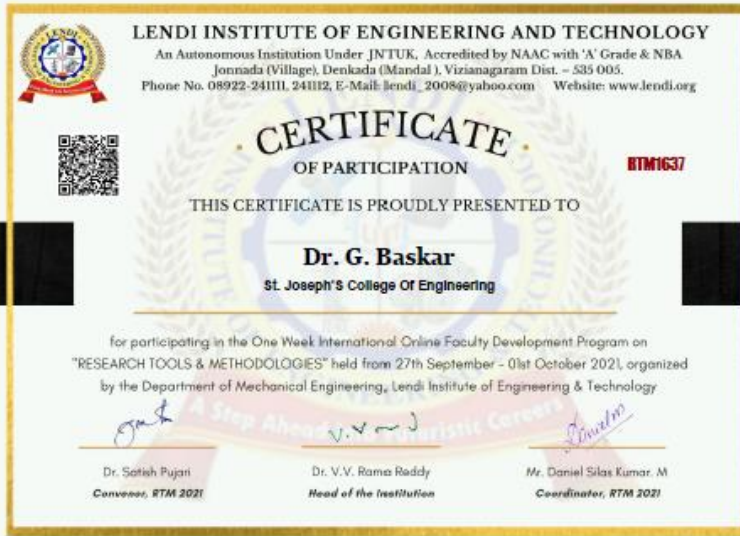 LENDI INSTITUTE OF ENGINEERING AND TECHNOLOGY
An Autonomous Institution Under JNTUK, Accredited by NAAC with 'A' Grade & NBA
Jonnada (Village), Denkada (Mandal ), Vizianagaram Dist. – 535 005.
Phone No. 08922-241111, 241112, E-Mail: lendi_2008@yahoo.com Website: www.lendi.org
LENDI
CERTIFICATE
OF PARTICIPATION
RTM1637
THIS CERTIFICATE IS PROUDLY PRESENTED TO
Dr. G. Baskar
St. Joseph'S College Of Engineering
for participating in the One Week International Online Faculty Development Program on
"RESEARCH TOOLS & METHODOLOGIES" held from 27th September - 01st October 2021, organized
by the Department of Mechanical Engineering, Lendi Institute of Engineering & Technology
A Step Ahead Futuristic Careers
Dr. Satish Pujari
Convenor, RTM 2021
Dr. V.V. Rama Reddy
Head of the Institution
Mr. Daniel Silas Kumar. M
Coordinator, RTM 2021